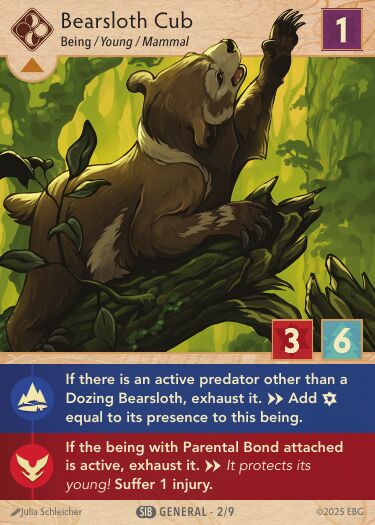 Bearsloth Cub
Being / Young / Mammal
1
3
6
If there is an active predator other than a
Dozing Bearsloth, exhaust it. Add
equal to its presence to this being.
If the being with Parental Bond attached
is active, exhaust it. It protects its
young! Suffer 1 injury.
Julia Schleicher
SIB GENERAL - 2/9
©2025 EBG